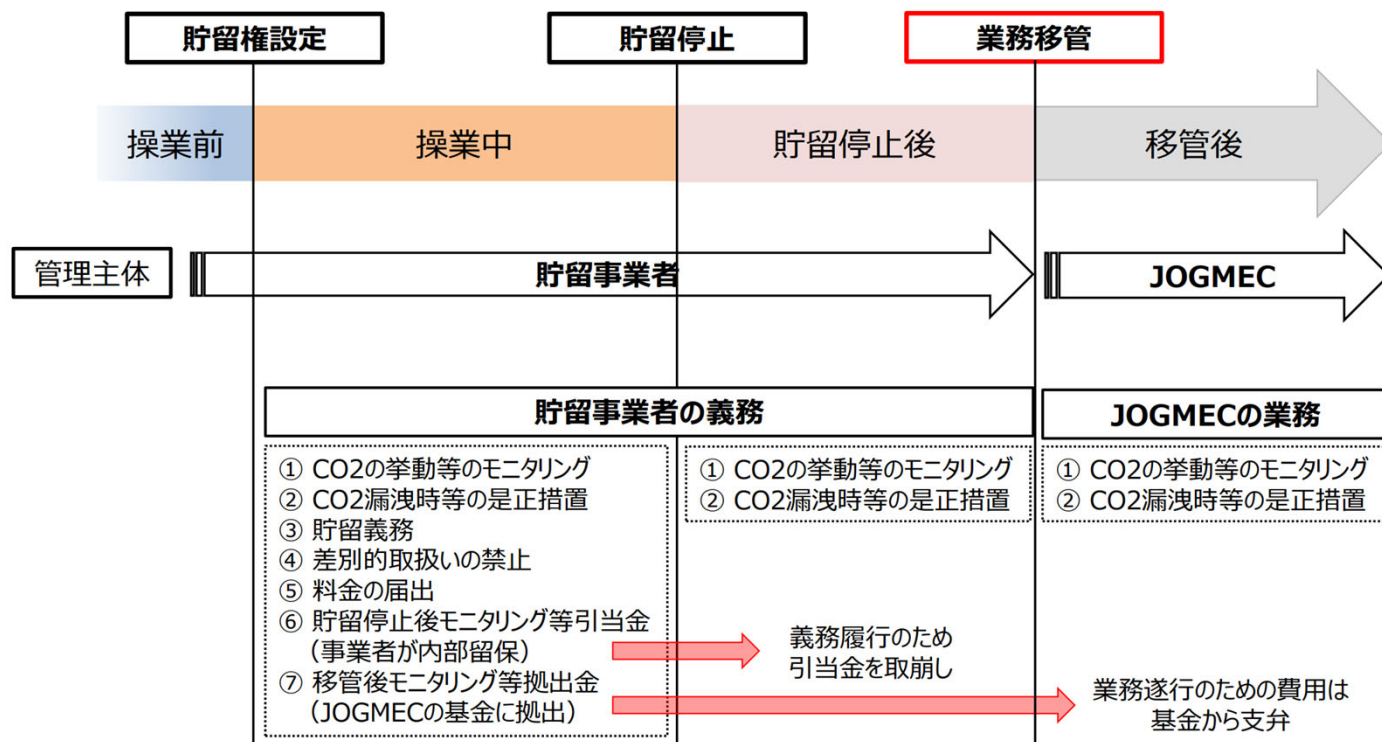 貯留権設定
貯留停止
業務移管
操業前
操業中
貯留停止後
移管後
管理主体
貯留事業者
JOGMEC
貯留事業者の義務
① CO2の挙動等のモニタリング
② CO2漏洩時等の是正措置
③ 貯留義務
④ 差別的取扱いの禁止
⑤ 料金の届出
⑥ 貯留停止後モニタリング等引当金
（事業者が内部留保）
⑦ 移管後モニタリング等拠出金
（JOGMECの基金に拠出）
① CO2の挙動等のモニタリング
② CO2漏洩時等の是正措置
義務履行のため
引当金を取崩し
JOGMECの業務
① CO2の挙動等のモニタリング
② CO2漏洩時等の是正措置
業務遂行のための費用は
基金から支弁